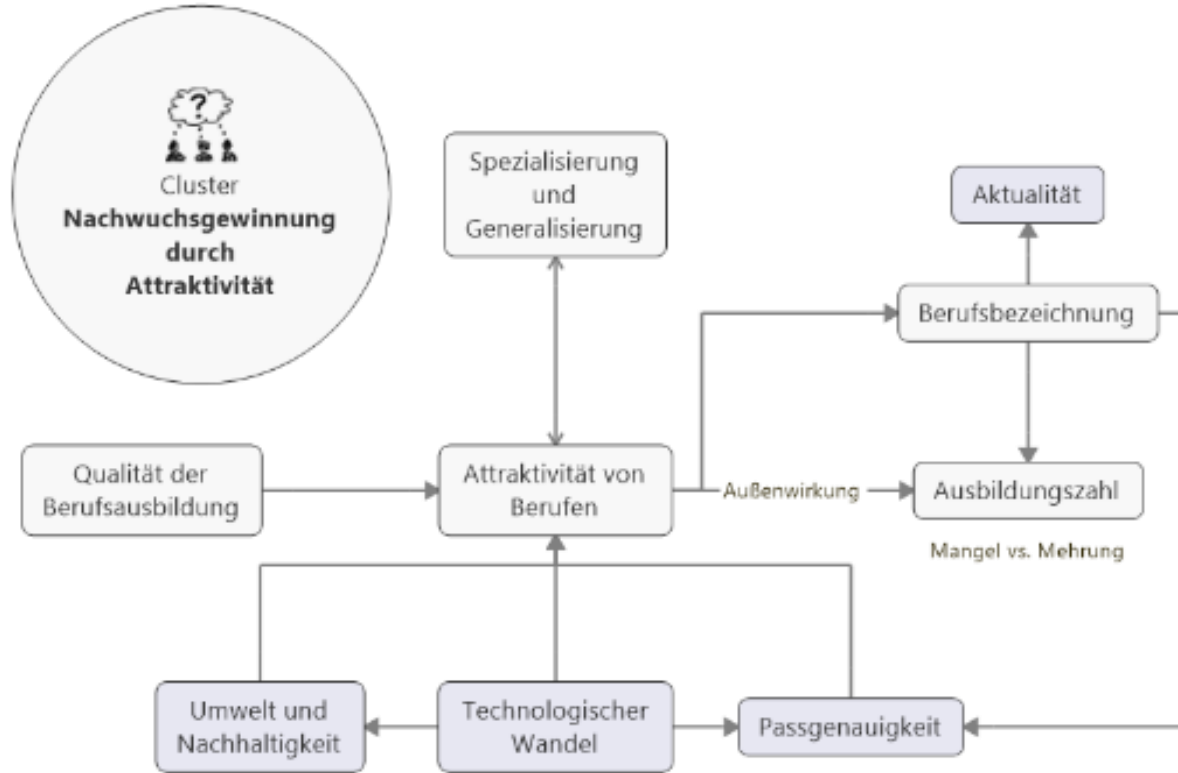 ?
Cluster
Nachwuchsgewinnung
durch
Attraktivität
Spezialisierung
und
Generalisierung
Aktualität
Berufsbezeichnung
Qualität der
Berufsausbildung
Attraktivität von
Berufen
Außenwirkung
Ausbildungszahl
Mangel vs. Mehrung
Umwelt und
Nachhaltigkeit
Technologischer
Wandel
Passgenauigkeit